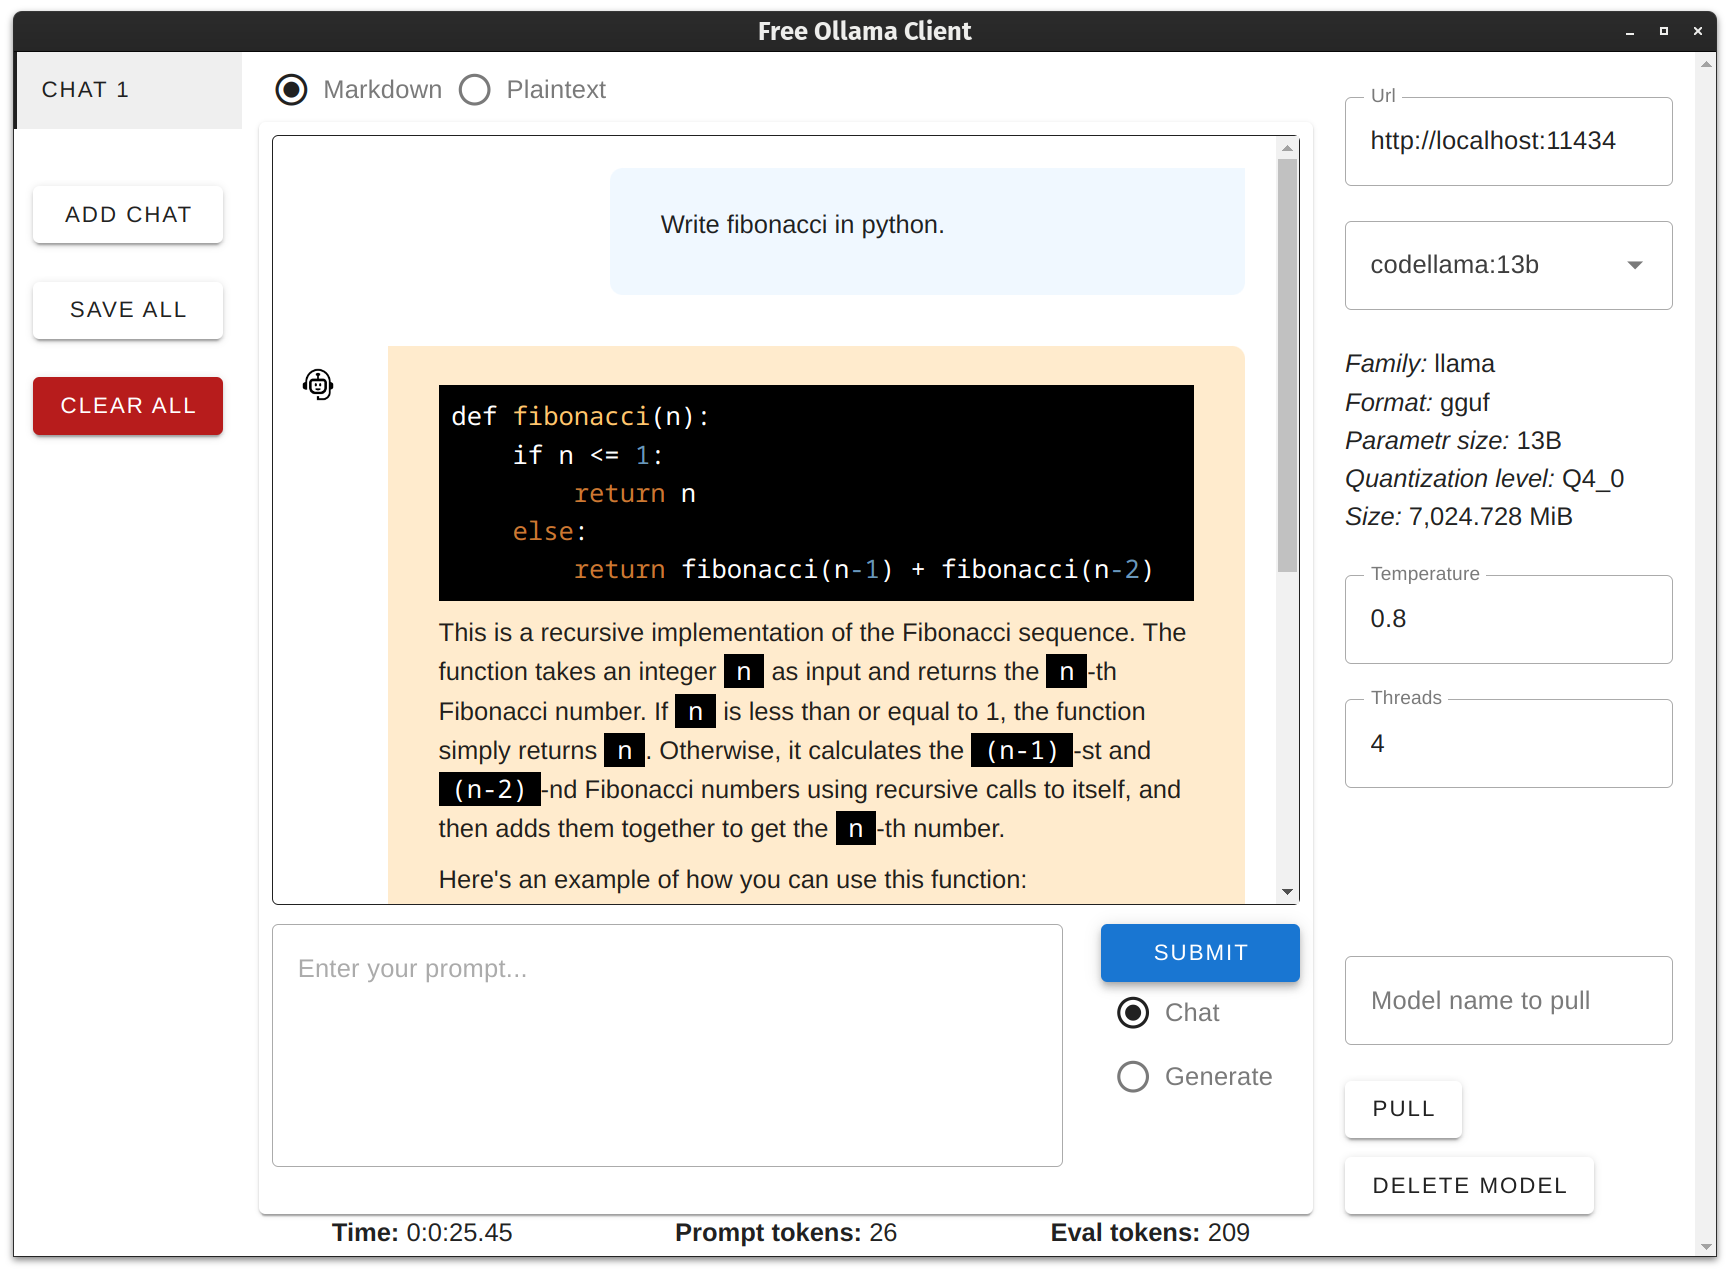 Free Ollama Client
CHAT 1
ADD CHAT
SAVE ALL
CLEAR ALL
Markdown
Plaintext
Write fibonacci in python.
def fibonacci(n):
    if n <= 1:
        return n
    else:
        return fibonacci(n-1) + fibonacci(n-2)
This is a recursive implementation of the Fibonacci sequence. The
function takes an integer n as input and returns the n-th
Fibonacci number. If n is less than or equal to 1, the function
simply returns n. Otherwise, it calculates the (n-1)-st and
(n-2)-nd Fibonacci numbers using recursive calls to itself, and
then adds them together to get the n-th number.
Here's an example of how you can use this function:
Enter your prompt...
SUBMIT
Chat
Generate
Time: 0:0:25.45
Prompt tokens: 26
Eval tokens: 209
Url
http://localhost:11434
codellama:13b
Family: llama
Format: gguf
Parametr size: 13B
Quantization level: Q4_0
Size: 7,024.728 MiB
Temperature
0.8
Threads
4
Model name to pull
PULL
DELETE MODEL